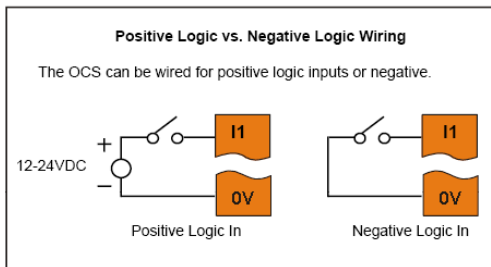 Positive Logic vs. Negative Logic Wiring
The OCS can be wired for positive logic inputs or negative.
I1
I1
+
12-24VDC
−
0V
0V
Positive Logic In
Negative Logic In